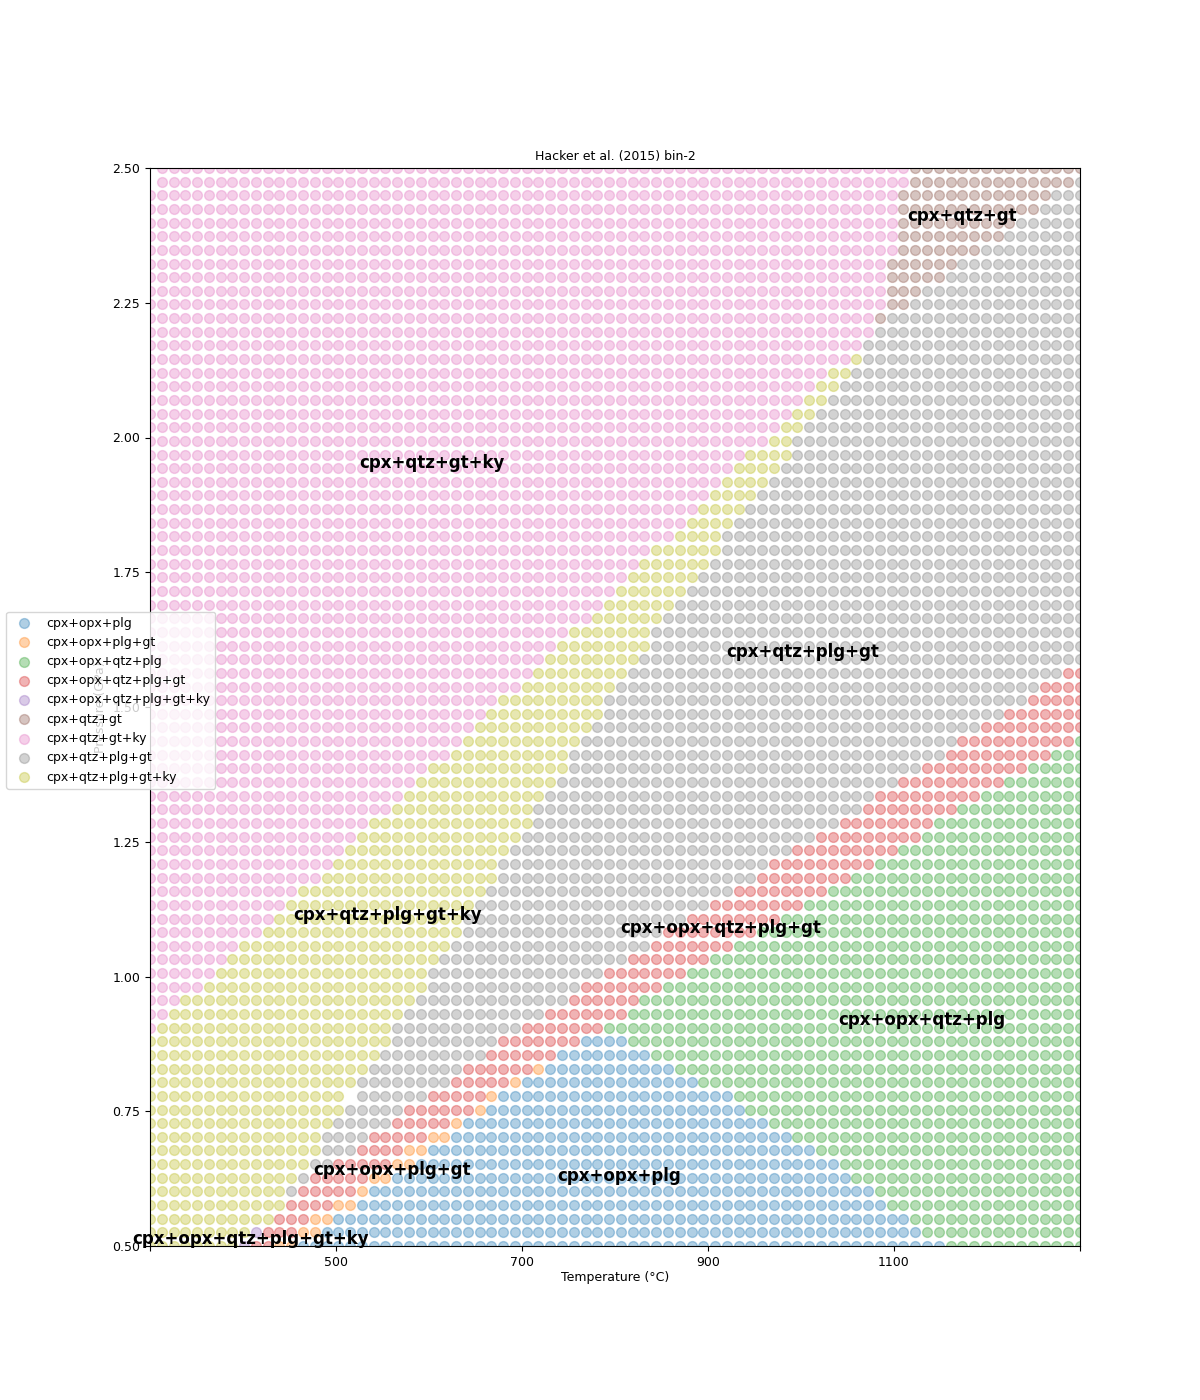 Hacker et al. (2015) bin-2
2.50
cpx+qtz+gt
2.25
2.00
cpx+qtz+gt+ky
1.75
cpx+qtz+plg+gt
cpx+opx+plg
cpx+opx+plg+gt
cpx+opx+qtz+plg
cpx+opx+qtz+plg+gt
cpx+opx+qtz+plg+gt+ky
cpx+qtz+gt
cpx+qtz+gt+ky
cpx+qtz+plg+gt
cpx+qtz+plg+gt+ky
1.50
1.25
cpx+qtz+plg+gt+ky
cpx+opx+qtz+plg+gt
1.00
cpx+opx+qtz+plg
0.75
cpx+opx+plg+gt
cpx+opx+plg
cpx+opx+qtz+plg+gt+ky
0.50
500 700 900 1100
Temperature (°C)